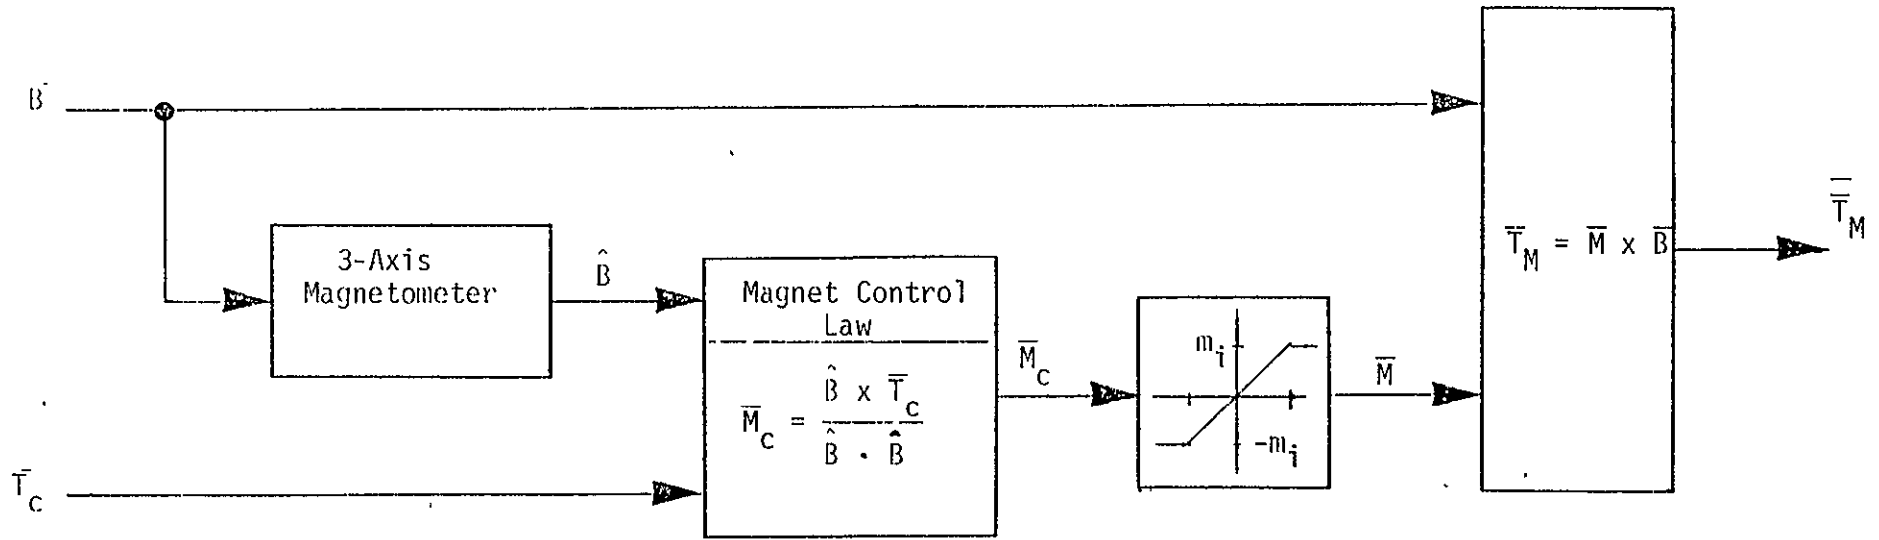 B̄
3-Axis
Magnetometer
B̂
T̄c
Magnet Control
Law
M̄c = B̂ x T̄c
B̂ · B̂
M̄c
mi
-mi
M̄
T̄M = M̄ x B̄
T̄M